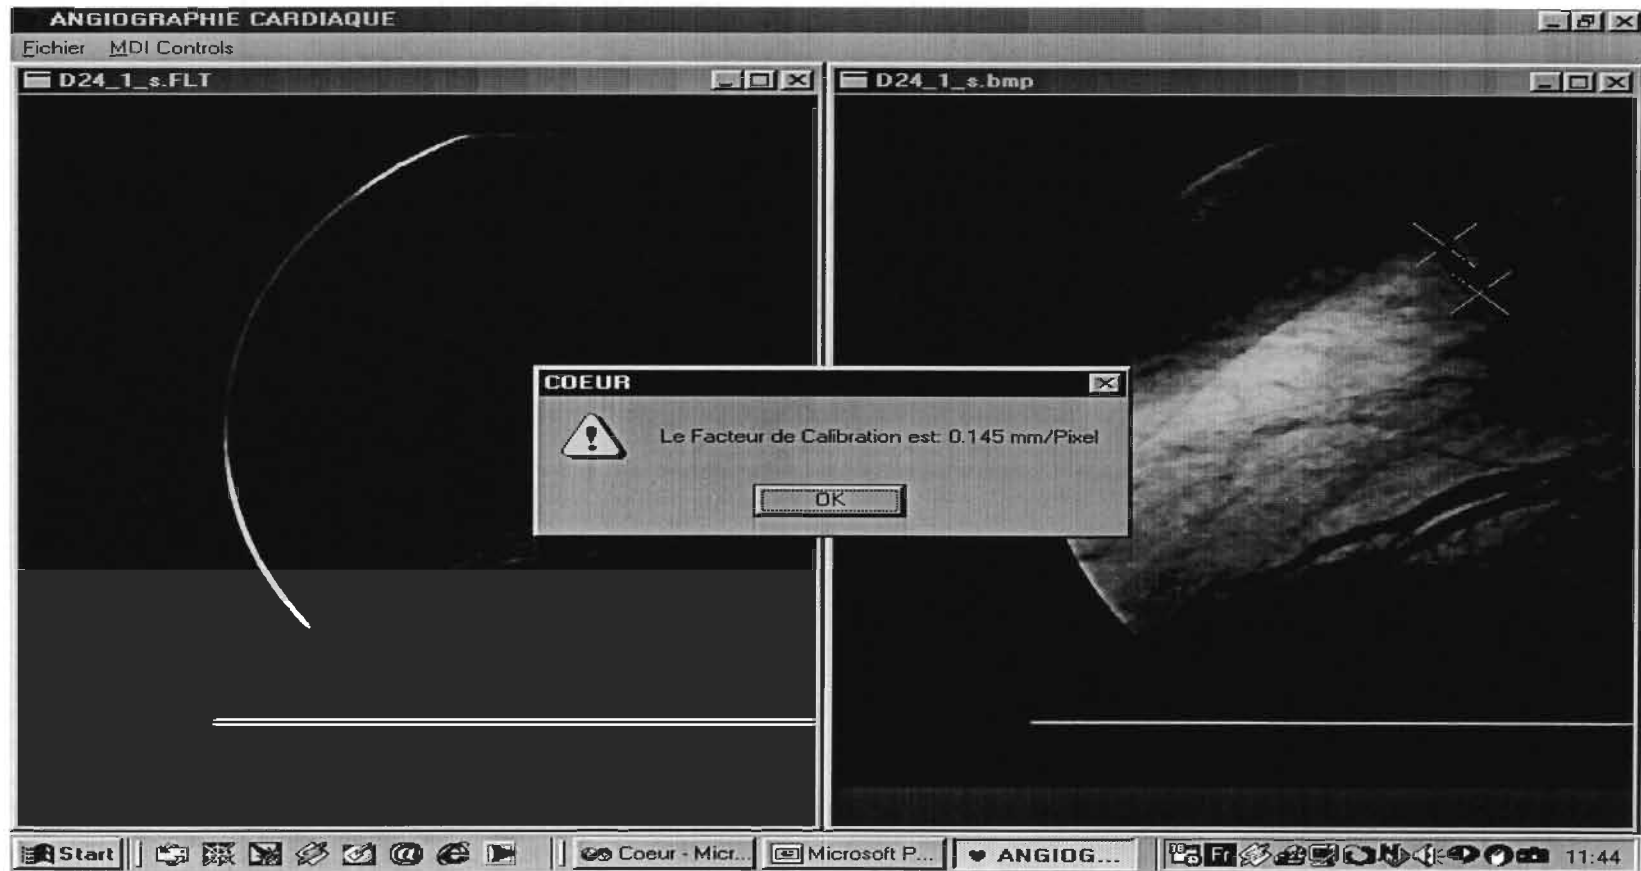 ANGIOGRAPHIE CARDIAQUE
Fichier MDI Controls
D24_1_s.FLT
D24_1_s.bmp
COEUR
Le Facteur de Calibration est: 0.145 mm/Pixel
OK
Start
Coeur - Micr...
Microsoft P...
ANGIOG...
Fr
11:44